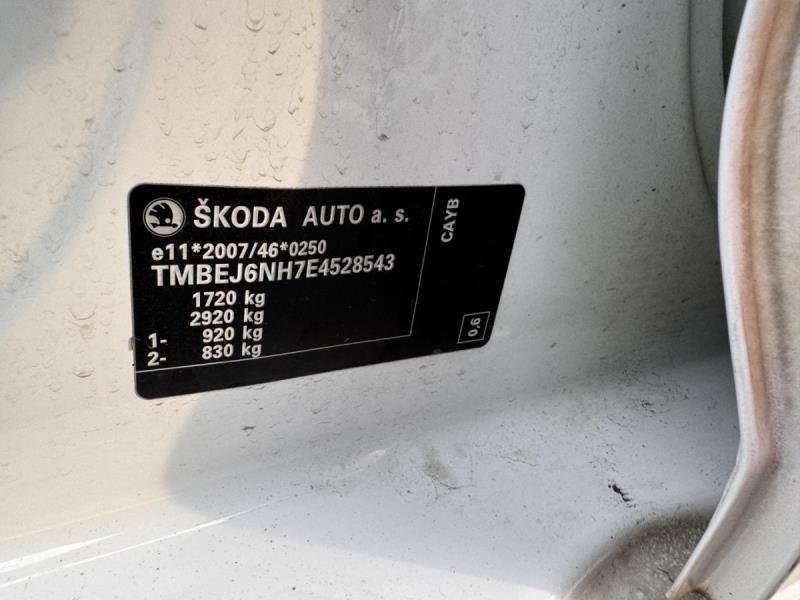 ŠKODA AUTO a. s.
e11*2007/46*0250
TMBEJ6NH7E4528543
1720 kg
2920 kg
1- 920 kg
2- 830 kg
CAYB
0,6